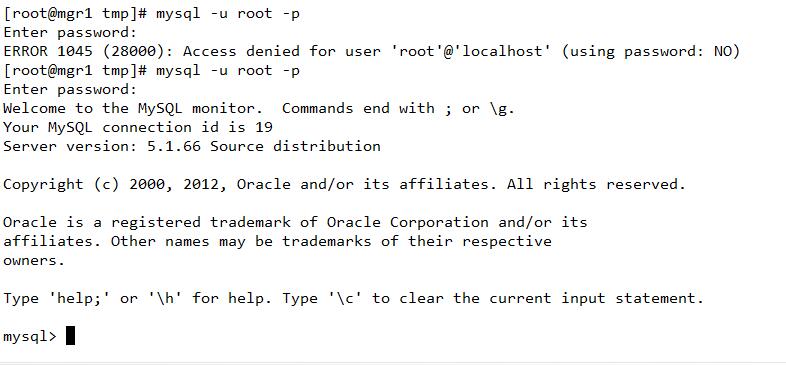 [root@mgr1 tmp]# mysql -u root -p
Enter password:
ERROR 1045 (28000): Access denied for user 'root'@'localhost' (using password: NO)
[root@mgr1 tmp]# mysql -u root -p
Enter password:
Welcome to the MySQL monitor.  Commands end with ; or \g.
Your MySQL connection id is 19
Server version: 5.1.66 Source distribution

Copyright (c) 2000, 2012, Oracle and/or its affiliates. All rights reserved.

Oracle is a registered trademark of Oracle Corporation and/or its
affiliates. Other names may be trademarks of their respective
owners.

Type 'help;' or '\h' for help. Type '\c' to clear the current input statement.

mysql>